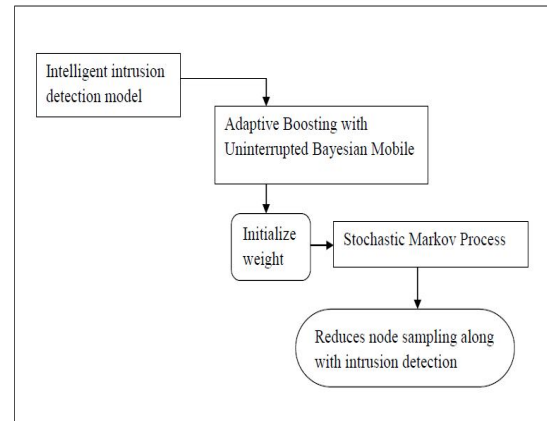 Intelligent intrusion
detection model
Adaptive Boosting with
Uninterrupted Bayesian Mobile
Initialize
weight
Stochastic Markov Process
Reduces node sampling along
with intrusion detection